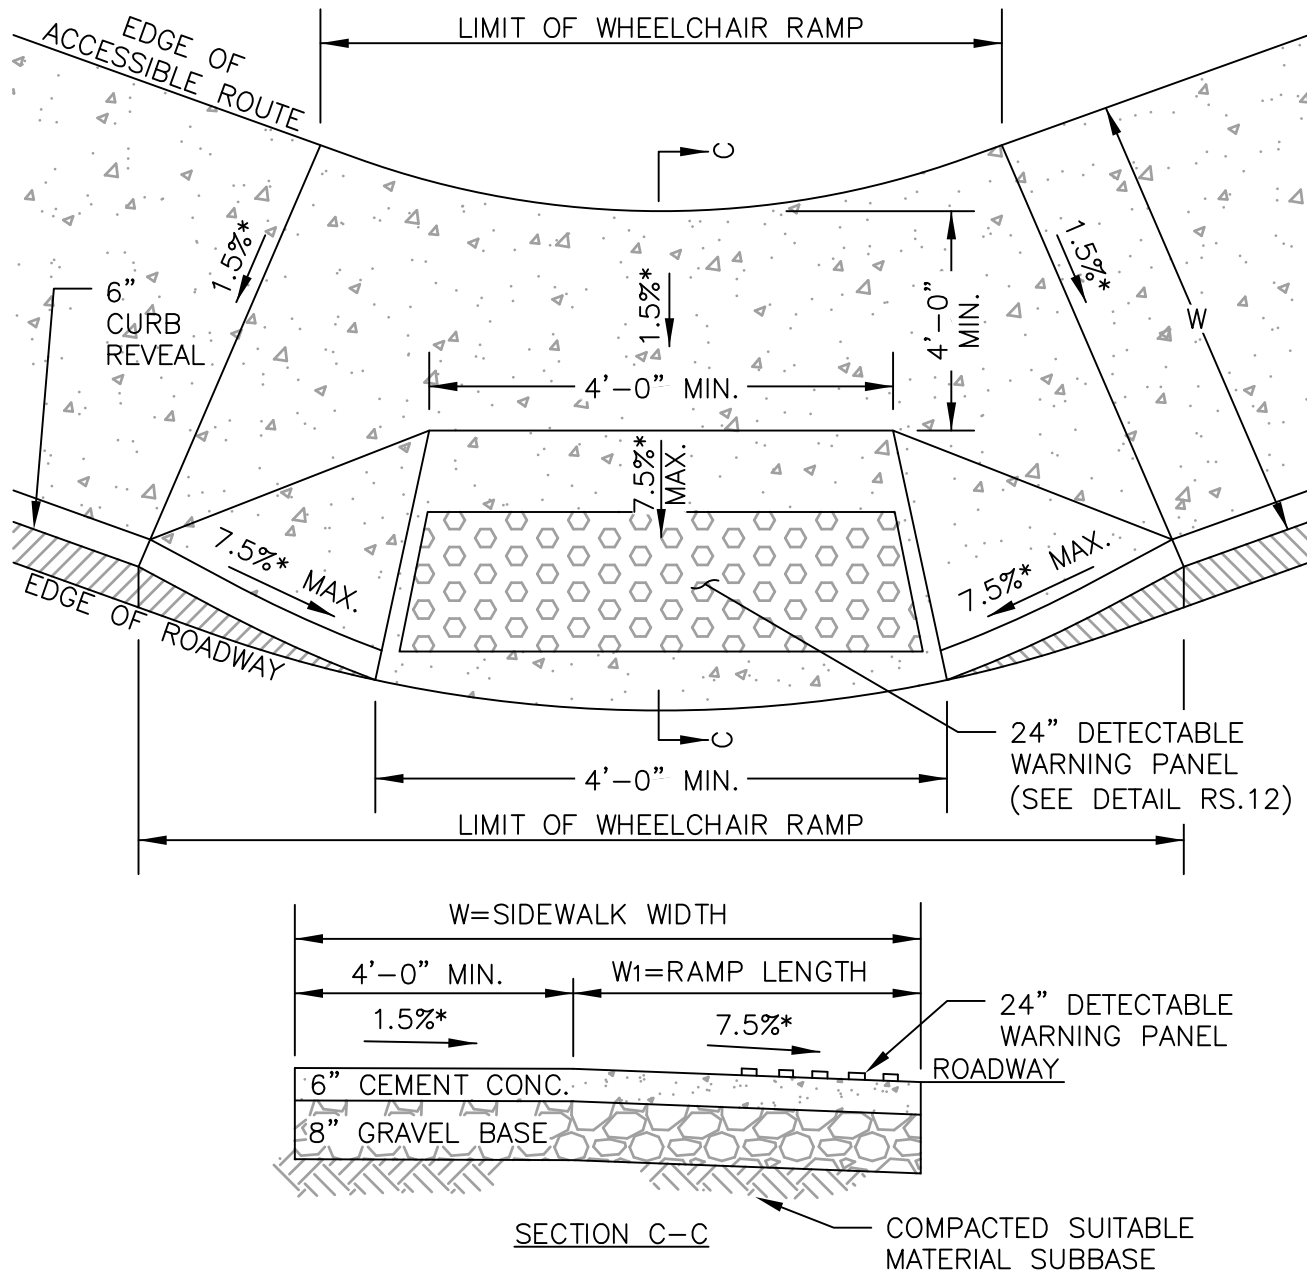 LIMIT OF WHEELCHAIR RAMP
EDGE OF
ACCESSIBLE ROUTE
C
1.5%*
1.5%*
1.5%*
6”
CURB
REVEAL
4’-0”
MIN.
W
4’-0” MIN.
7.5%*
MAX.
7.5%* MAX.
7.5%* MAX.
EDGE OF ROADWAY
C
24” DETECTABLE
WARNING PANEL
(SEE DETAIL RS.12)
4’-0” MIN.
LIMIT OF WHEELCHAIR RAMP
W=SIDEWALK WIDTH
4’-0” MIN.
W1=RAMP LENGTH
1.5%*
7.5%*
24” DETECTABLE
WARNING PANEL
ROADWAY
6” CEMENT CONC.
8” GRAVEL BASE
SECTION C-C
COMPACTED SUITABLE
MATERIAL SUBBASE